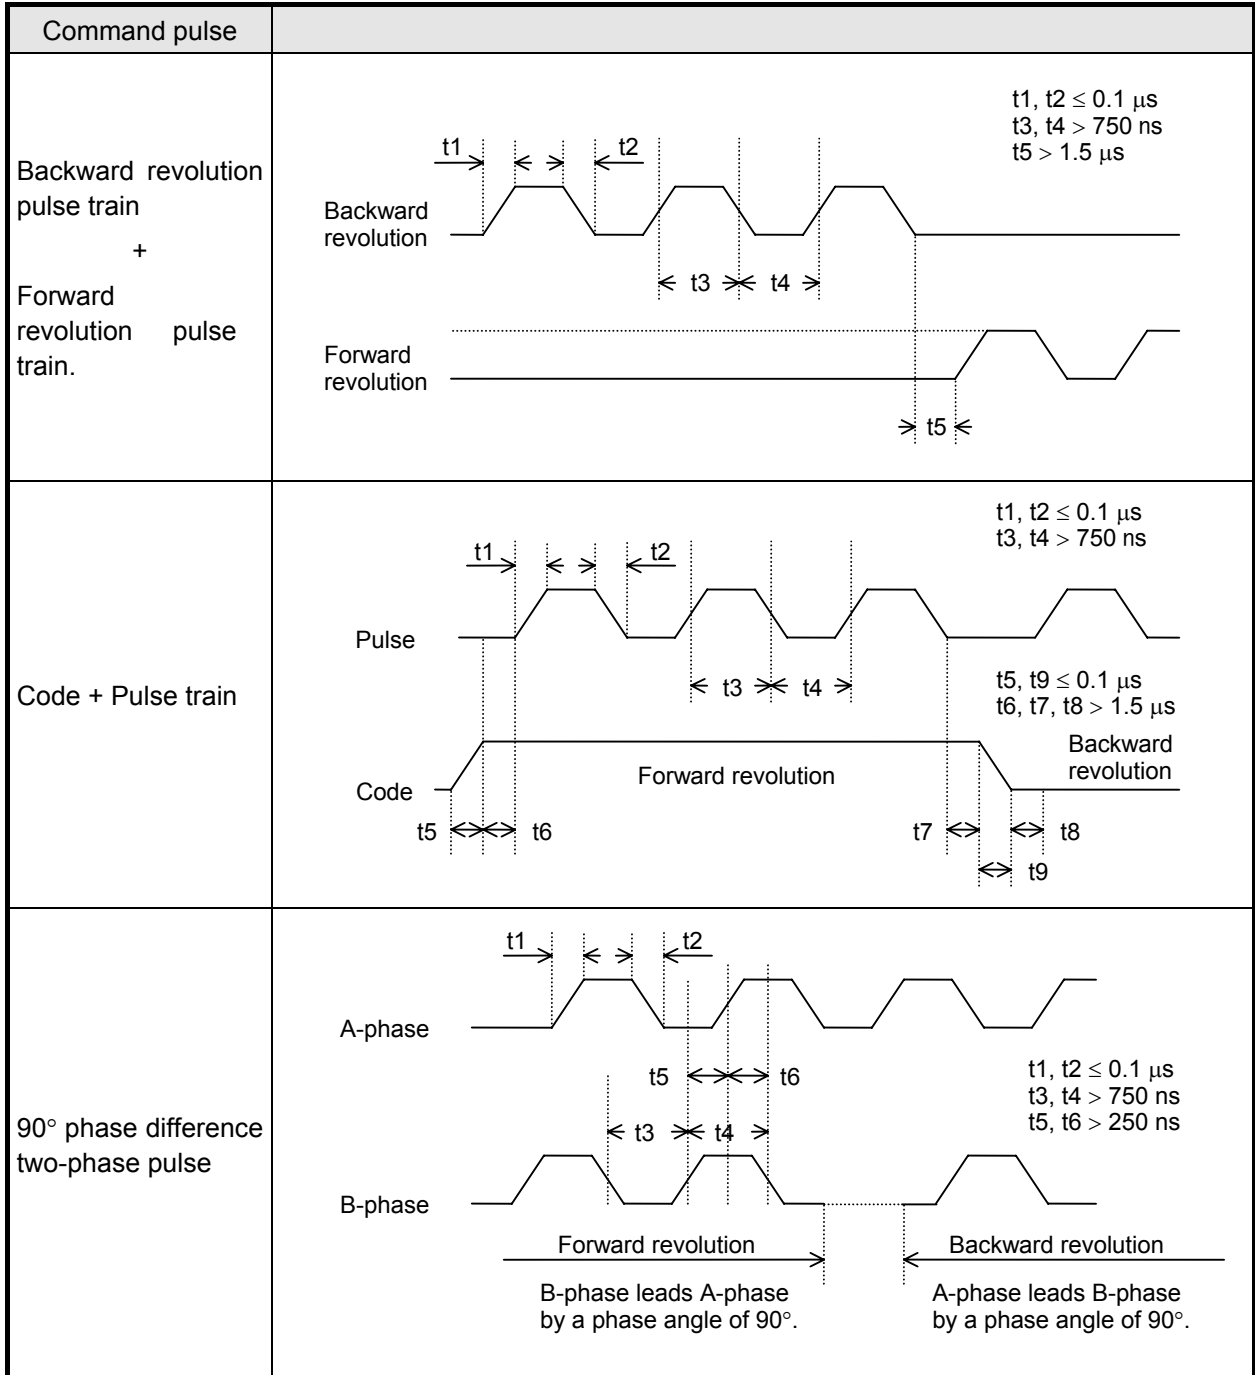 Command pulse
Backward revolution
pulse train
+
Forward
revolution pulse
train.
t1, t2 ≤ 0.1 μs
t3, t4 > 750 ns
t5 > 1.5 μs
t1
t2
Backward
revolution
t3
t4
Forward
revolution
t5
Code + Pulse train
t1, t2 ≤ 0.1 μs
t3, t4 > 750 ns
t1
t2
Pulse
t3
t4
t5, t9 ≤ 0.1 μs
t6, t7, t8 > 1.5 μs
Code
Forward revolution
Backward
revolution
t5
t6
t7
t8
t9
90° phase difference
two-phase pulse
t1
t2
A-phase
t5
t6
t1, t2 ≤ 0.1 μs
t3, t4 > 750 ns
t5, t6 > 250 ns
t3
t4
B-phase
Forward revolution
Backward revolution
B-phase leads A-phase
by a phase angle of 90°.
A-phase leads B-phase
by a phase angle of 90°.